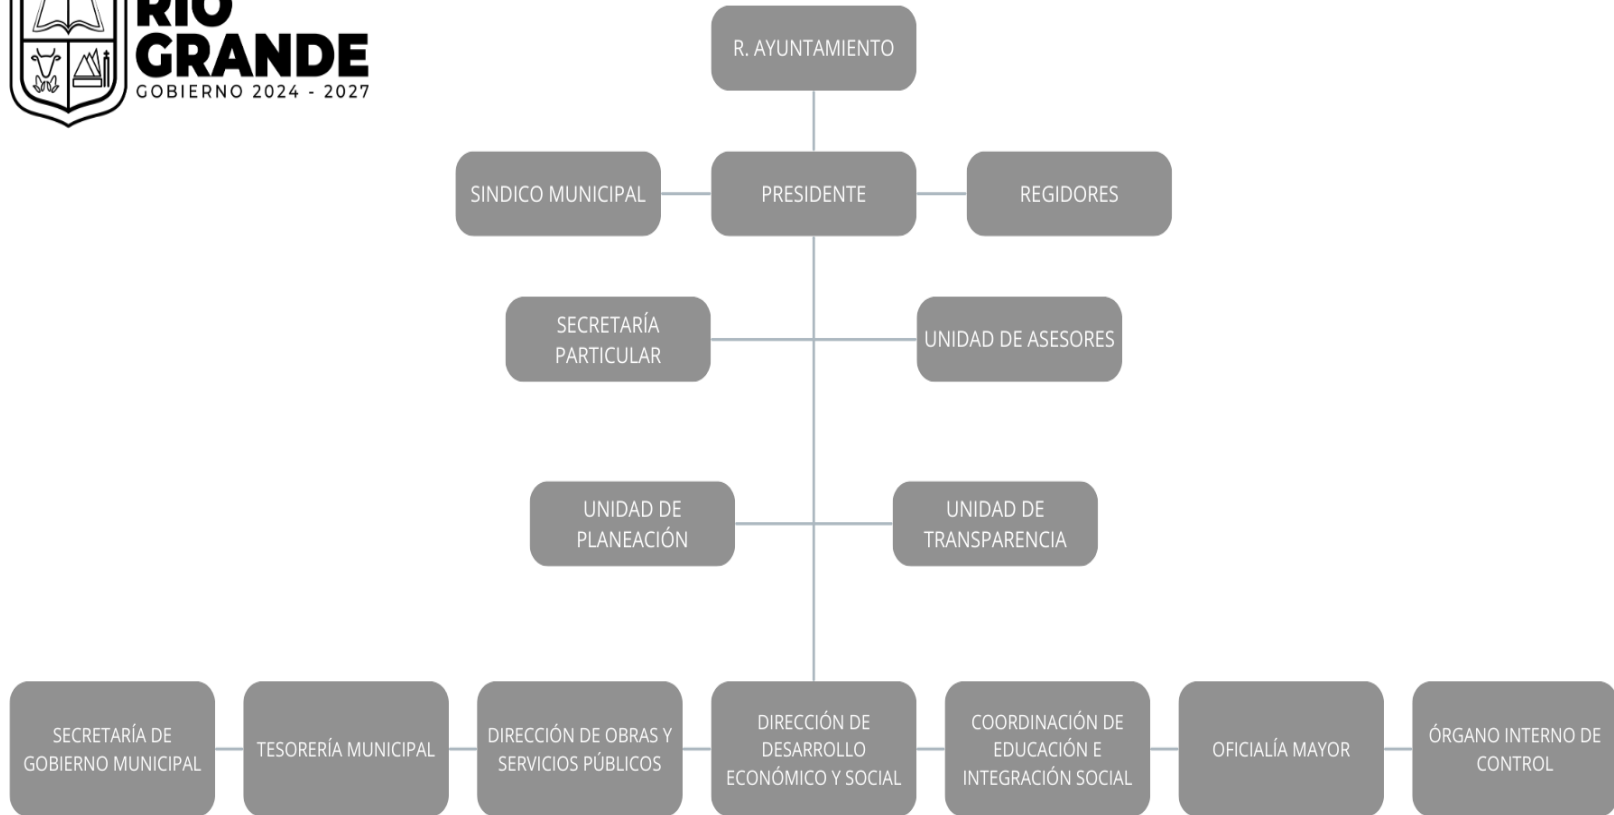 RÍO
GRANDE
GOBIERNO 2024 - 2027
R. AYUNTAMIENTO
SINDICO MUNICIPAL
PRESIDENTE
REGIDORES
SECRETARÍA
PARTICULAR
UNIDAD DE ASESORES
UNIDAD DE
PLANEACIÓN
UNIDAD DE
TRANSPARENCIA
SECRETARÍA DE
GOBIERNO MUNICIPAL
TESORERÍA MUNICIPAL
DIRECCIÓN DE OBRAS Y
SERVICIOS PÚBLICOS
DIRECCIÓN DE
DESARROLLO
ECONÓMICO Y SOCIAL
COORDINACIÓN DE
EDUCACIÓN E
INTEGRACIÓN SOCIAL
OFICIALÍA MAYOR
ÓRGANO INTERNO DE
CONTROL